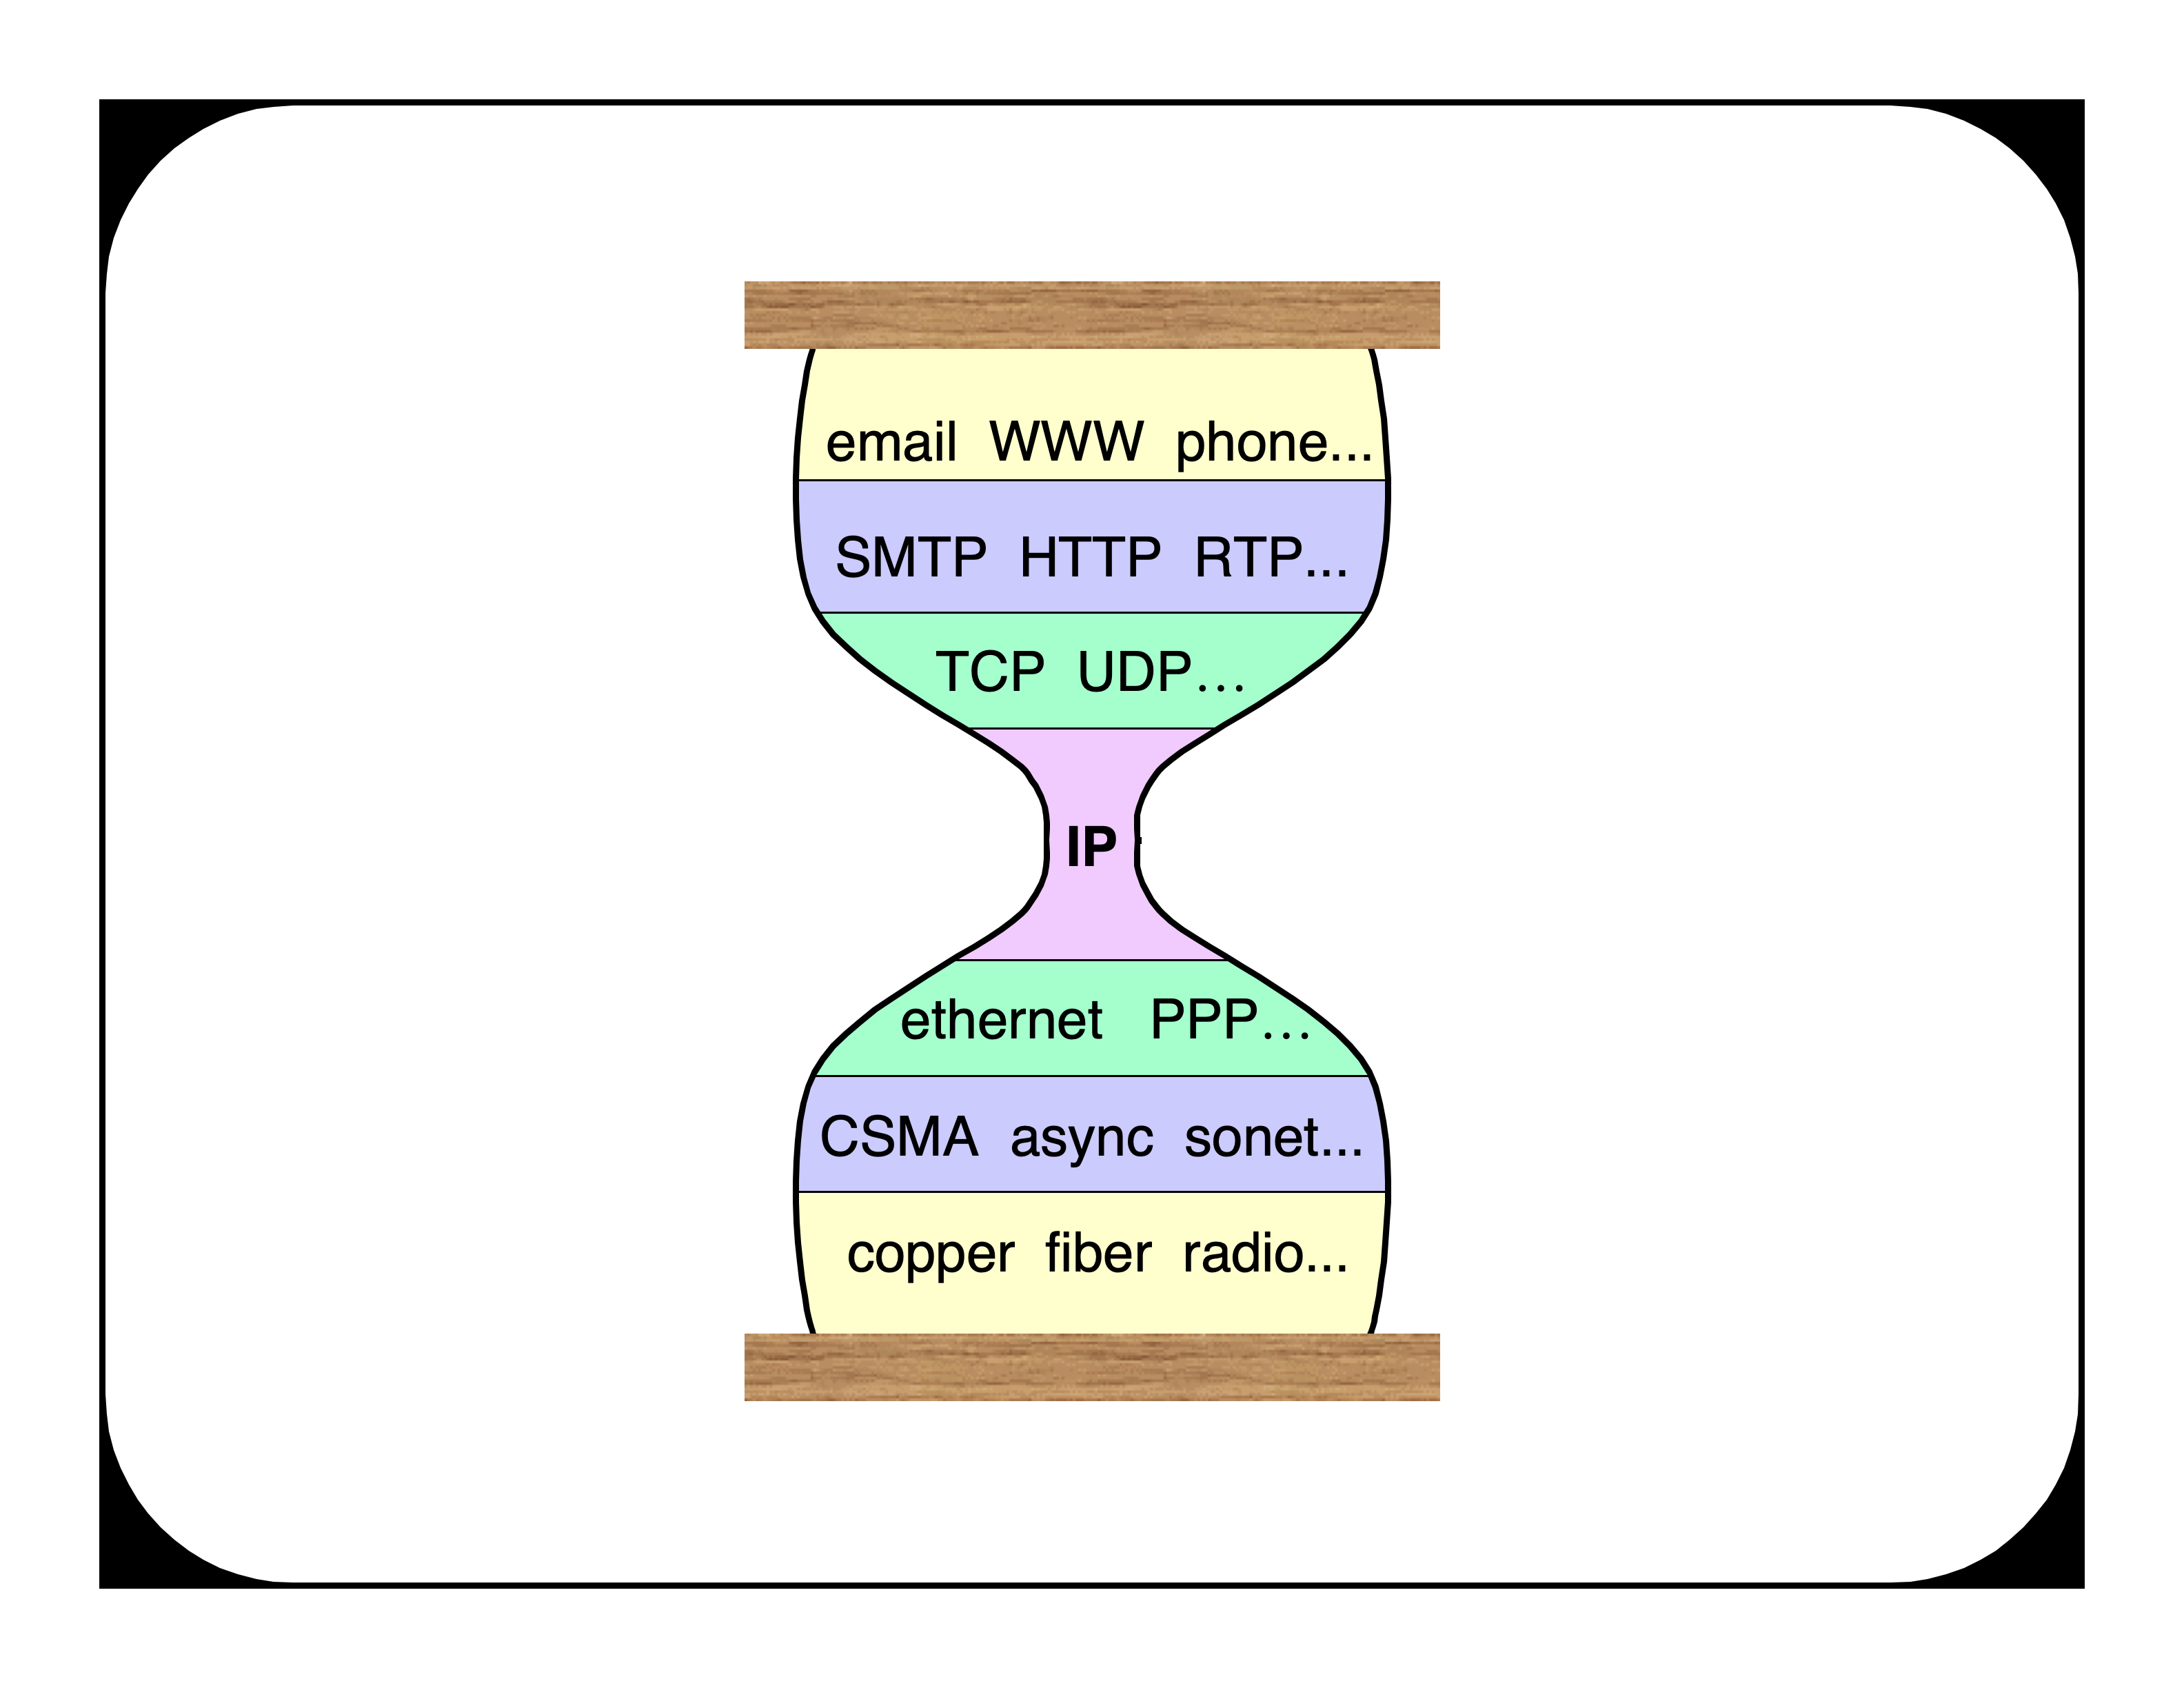 email WWW phone...
SMTP HTTP RTP...
TCP UDP…
IP
ethernet PPP…
CSMA async sonet...
copper fiber radio...